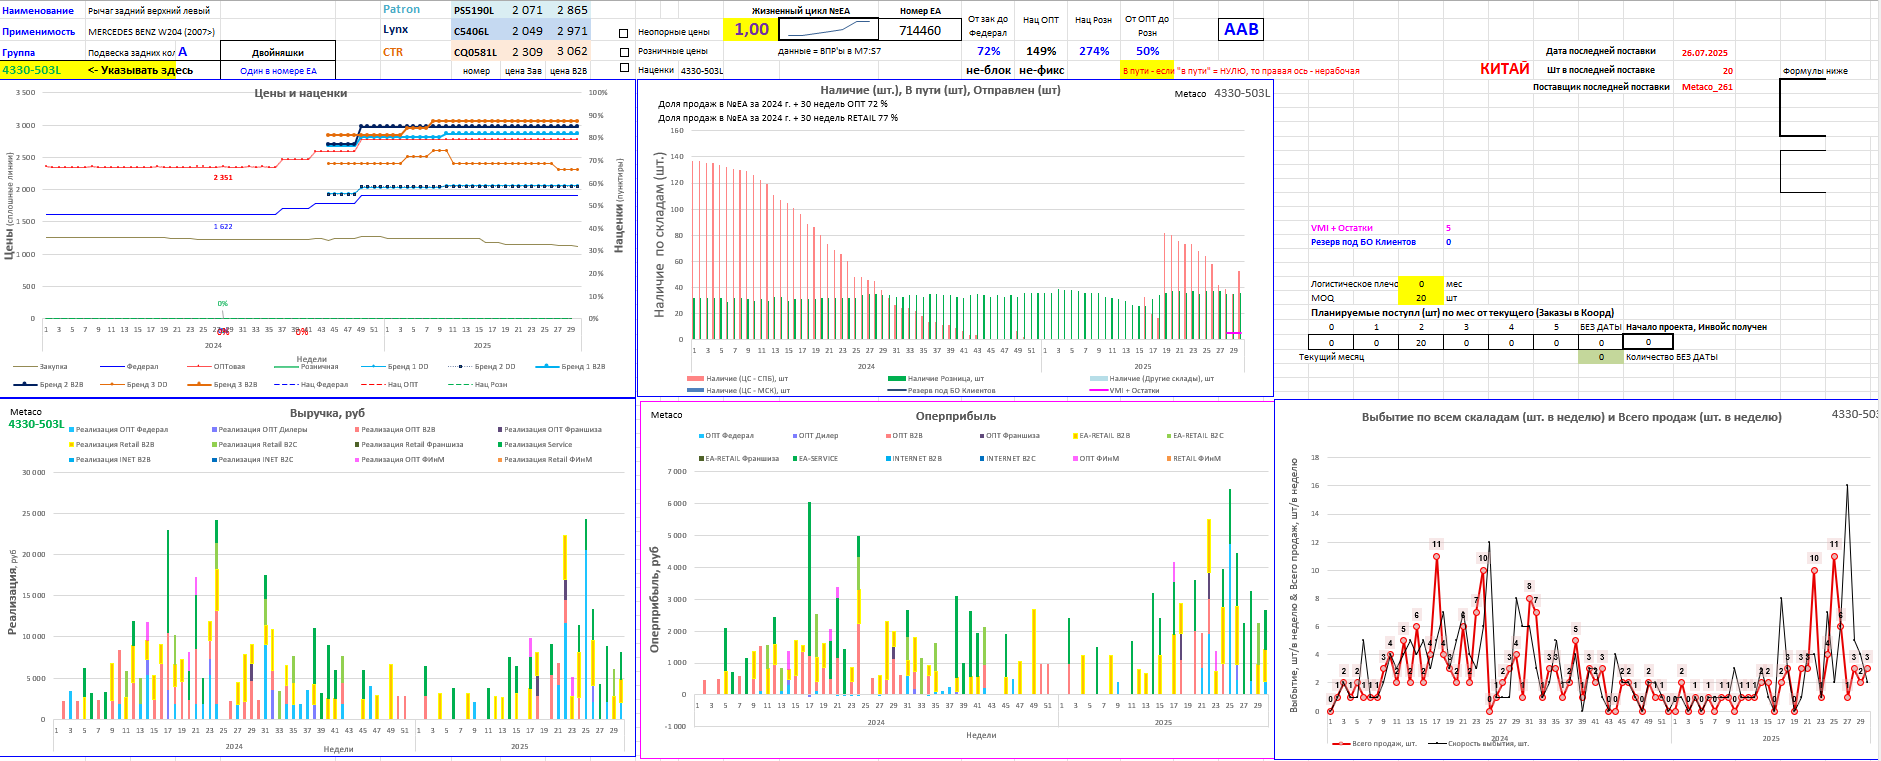 Наименование Рычаг задний верхний левый
Применимость MERCEDES BENZ W204 (2007>)
Группа Подвеска задних кол A Двойняшки
4330-503L <- Указывать здесь Один в номере ЕА
Patron PS5190L 2 071 2 865
Lynx C5406L 2 049 2 971
CTR CQ0581L 2 309 3 062
номер цена Зав цена B2B
Неопорные цены
Розничные цены
Наценки 4330-503L
Жизненный цикл №EA Номер ЕА
1,00 714460
данные = ВПР'ы в M7:S7
От зак до Федерал Нац ОПТ Нац Розн От ОПТ до Розн
72% 149% 274% 50%
не-блок не-фикс
В пути - если "в пути" = НУЛЮ, то правая ось - нерабочая
AAB
КИТАЙ
Дата последней поставки 26.07.2025
Шт в последней поставке 20
Поставщик последней поставки Metaco_261
Формулы ниже
Цены и наценки
Цены (сплошные линии)
Наценки (пунктиры)
3 500
3 000
2 500
2 000
1 500
1 000
500
0
100%
90%
80%
70%
60%
50%
40%
30%
20%
10%
0%
2 351
1 622
0%
0%
1 3 5 7 9 11 13 15 17 19 21 23 25 27 29 31 33 35 37 39 41 43 45 47 49 51 1 3 5 7 9 11 13 15 17 19 21 23 25 27 29
2024 2025
Недели
Закупка Федерал ОПТовая Розничная Бренд 1 DD Бренд 2 DD Бренд 1 B2B
Бренд 2 B2B Бренд 3 DD Бренд 3 B2B Нац Федерал Нац ОПТ Нац Розн
Наличие (шт.), В пути (шт), Отправлен (шт)
Metaco 4330-503L
Доля продаж в №ЕА за 2024 г. + 30 недель ОПТ 72 %
Доля продаж в №ЕА за 2024 г. + 30 недель RETAIL 77 %
Наличие по складам (шт.)
160
140
120
100
80
60
40
20
0
1 3 5 7 9 11 13 15 17 19 21 23 25 27 29 31 33 35 37 39 41 43 45 47 49 51 1 3 5 7 9 11 13 15 17 19 21 23 25 27 29
2024 2025
Наличие (ЦС - СПБ), шт Наличие Розница, шт Наличие (Другие склады), шт
Наличие (ЦС - МСК), шт Резерв под БО Клиентов VMI + Остатки
VMI + Остатки 5
Резерв под БО Клиентов 0
Логистическое плечо 0 мес
MOQ 20 шт
Планируемые поступл (шт) по мес от текущего (Заказы в Коорд)
0 1 2 3 4 5 БЕЗ ДАТЫ Начало проекта, Инвойс получен
0 0 20 0 0 0 0 0
Текущий месяц 0 Количество БЕЗ ДАТЫ
Metaco
4330-503L
Выручка, руб
Реализация ОПТ Федерал Реализация ОПТ Дилеры Реализация ОПТ B2B Реализация ОПТ Франшиза
Реализация Retail B2B Реализация Retail B2C Реализация Retail Франшиза Реализация Service
Реализация INET B2B Реализация INET B2C Реализация ОПТ ФИнМ Реализация Retail ФИнМ
Реализация, руб
30 000
25 000
20 000
15 000
10 000
5 000
0
1 3 5 7 9 11 13 15 17 19 21 23 25 27 29 31 33 35 37 39 41 43 45 47 49 51 1 3 5 7 9 11 13 15 17 19 21 23 25 27 29
2024 2025
Недели
Metaco
Оперприбыль
ОПТ Федерал ОПТ Дилер ОПТ B2B ОПТ Франшиза EA-RETAIL B2B EA-RETAIL B2C
EA-RETAIL Франшиза EA-SERVICE INTERNET B2B INTERNET B2C ОПТ ФИнМ RETAIL ФИнМ
Оперприбыль, руб
7 000
6 000
5 000
4 000
3 000
2 000
1 000
0
-1 000
1 3 5 7 9 11 13 15 17 19 21 23 25 27 29 31 33 35 37 39 41 43 45 47 49 51 1 3 5 7 9 11 13 15 17 19 21 23 25 27 29
2024 2025
Недели
Выбытие по всем скаладам (шт. в неделю) и Всего продаж (шт. в неделю)
4330-503
Выбытие, шт/в неделю & Всего продаж, шт/в неделю
18
16
14
12
10
8
6
4
2
0
1 3 5 7 9 11 13 15 17 19 21 23 25 27 29 31 33 35 37 39 41 43 45 47 49 51 1 3 5 7 9 11 13 15 17 19 21 23 25 27 29
2024 2025
Всего продаж, шт. Скорость выбытия, шт.